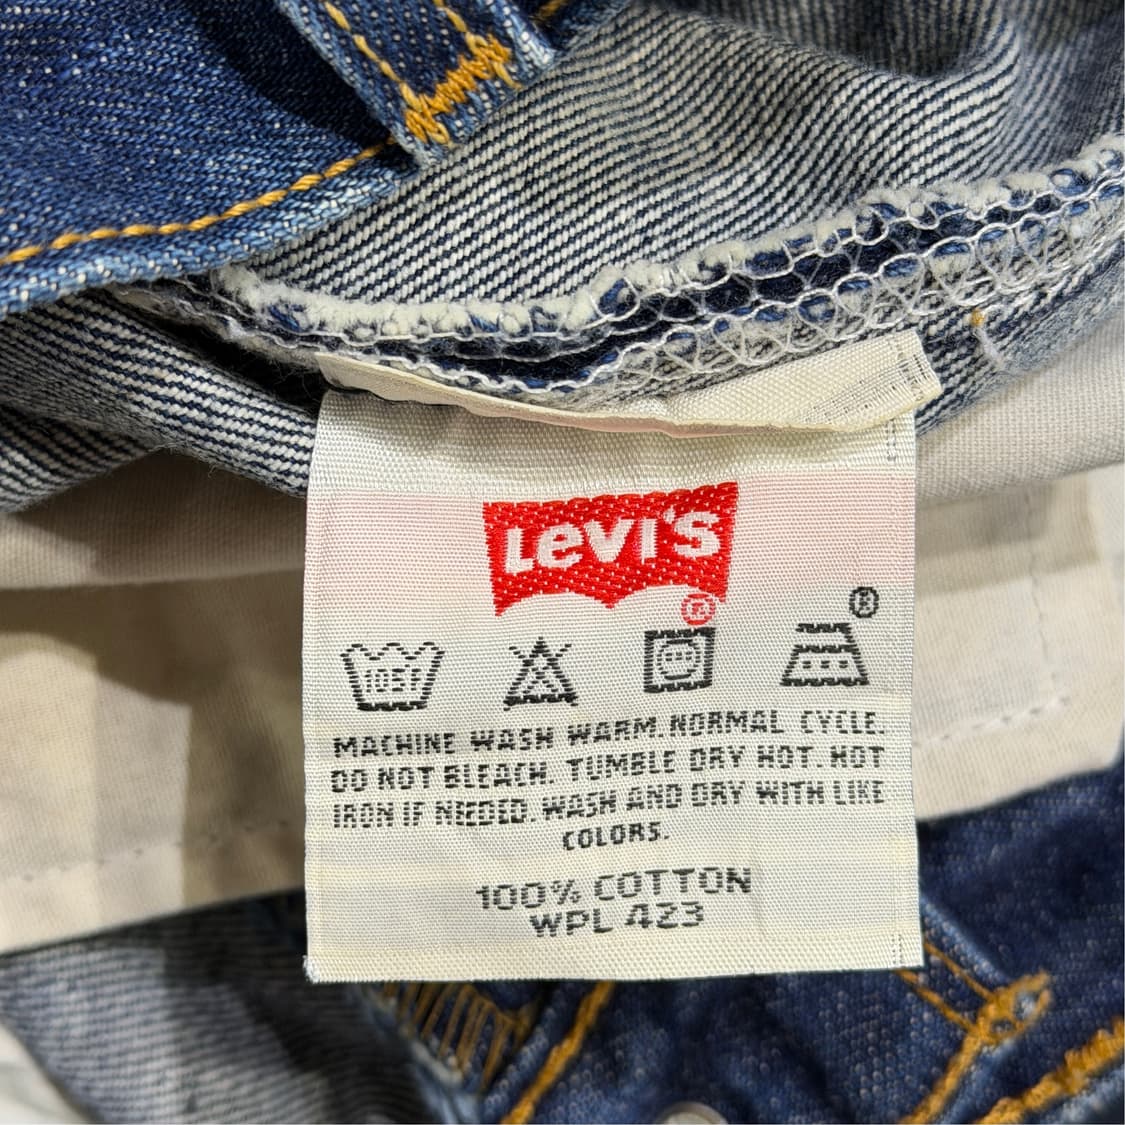 Levi's
®
®
105F
MACHINE WASH WARM. NORMAL CYCLE.
DO NOT BLEACH. TUMBLE DRY HOT. HOT
IRON IF NEEDED. WASH AND DRY WITH LIKE
COLORS.
100% COTTON
WPL 423